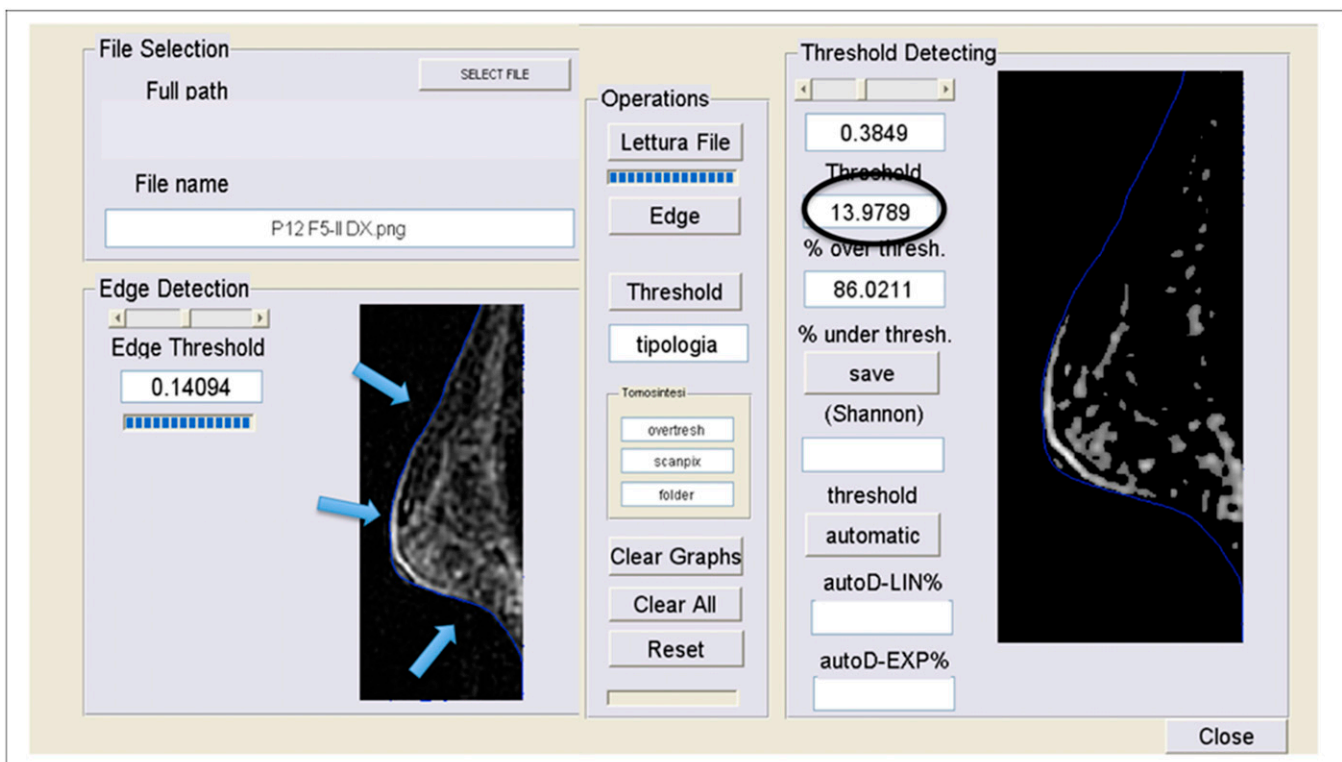 File Selection
SELECT FILE
Full path
File name
P12 F5-II DX.png
Edge Detection
Edge Threshold
0.14094
Operations
Lettura File
Edge
Threshold
tipologia
Tomosintesi
overtresh
scanpix
folder
Clear Graphs
Clear All
Reset
Threshold Detecting
0.3849
Threshold
13.9789
% over thresh.
86.0211
% under thresh.
save
(Shannon)
threshold
automatic
autoD-LIN%
autoD-EXP%
Close